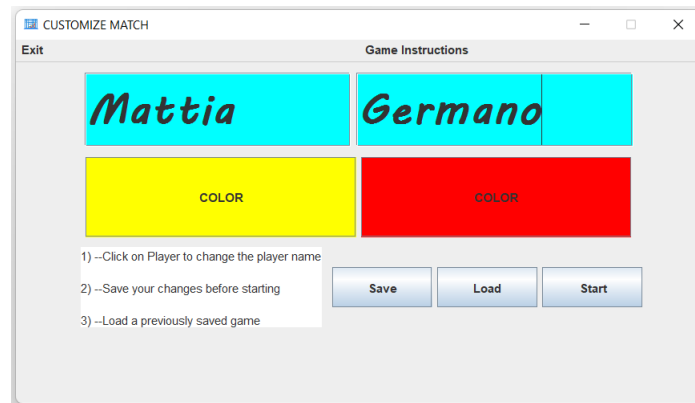 CUSTOMIZE MATCH
Exit Game Instructions
Mattia Germano
COLOR COLOR
1) --Click on Player to change the player name
2) --Save your changes before starting
3) --Load a previously saved game
Save Load Start